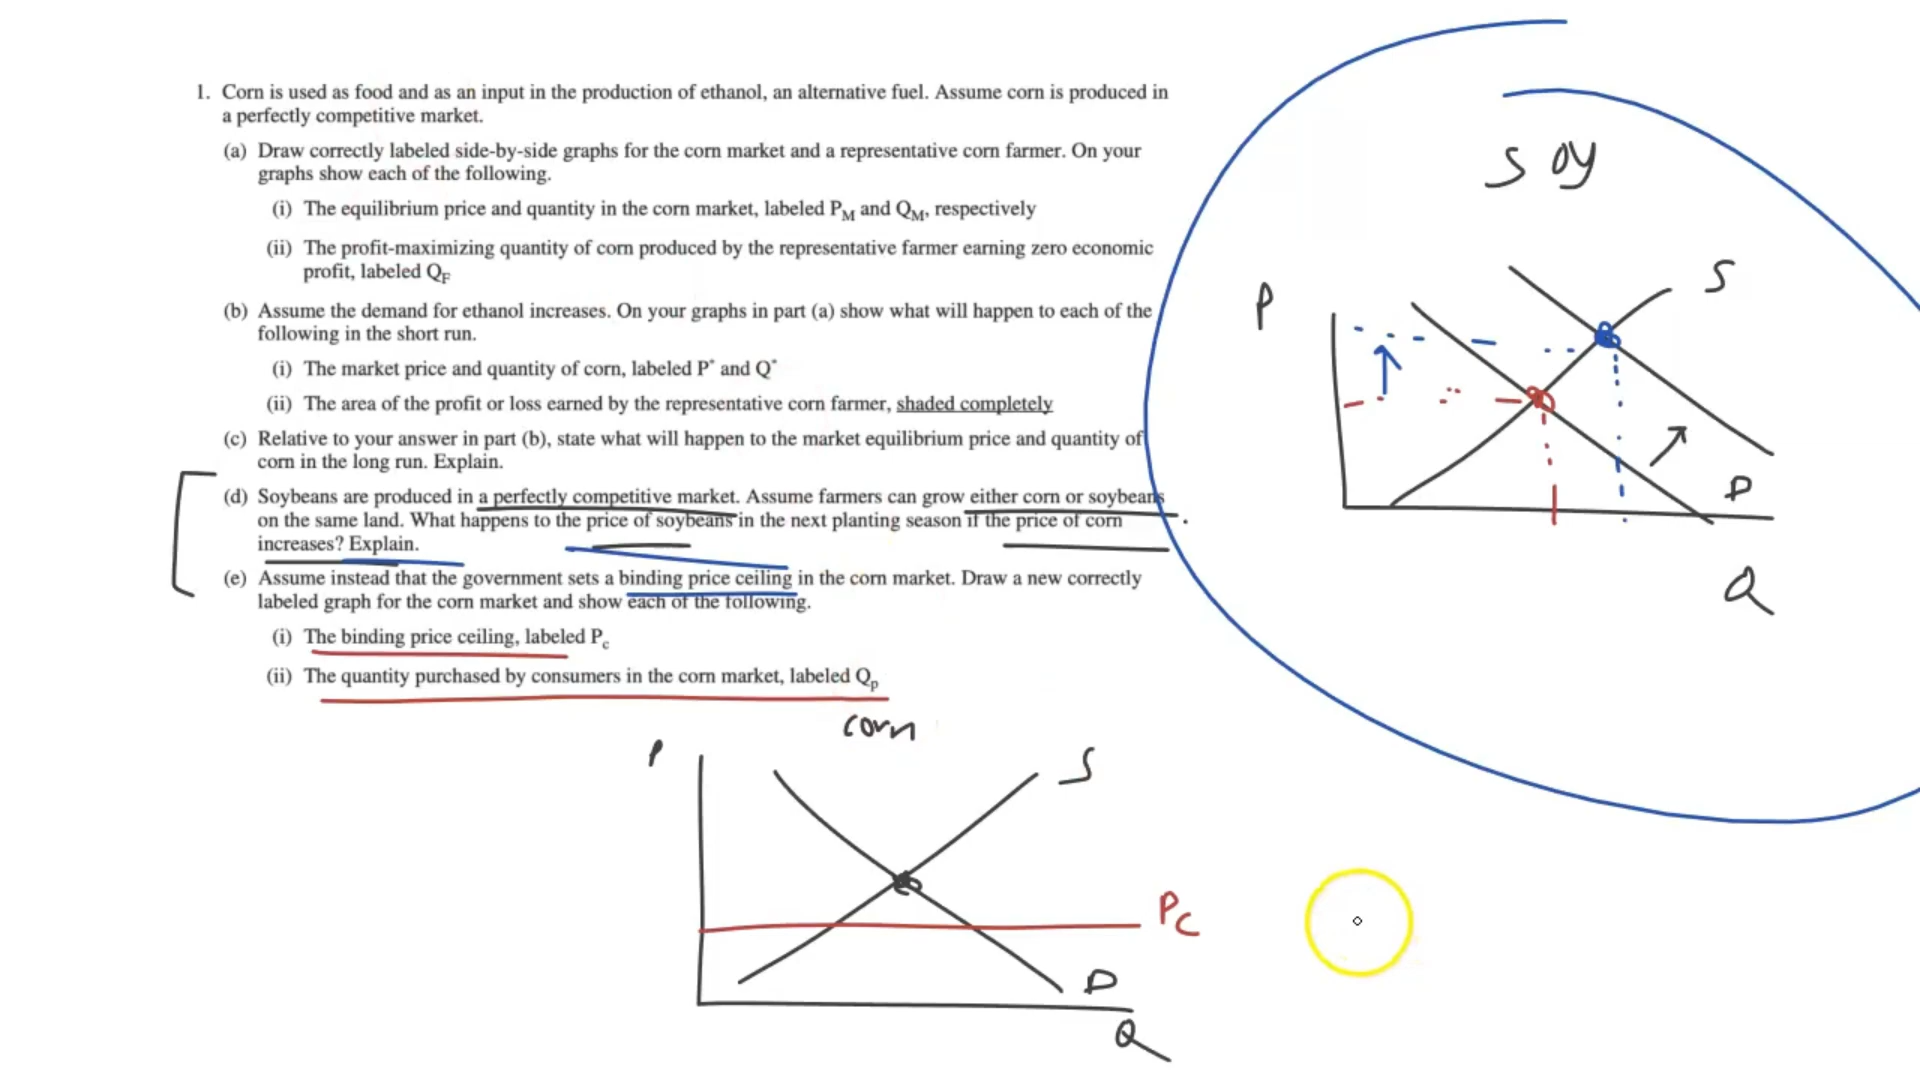 1. Corn is used as food and as an input in the production of ethanol, an alternative fuel. Assume corn is produced in
a perfectly competitive market.
(a) Draw correctly labeled side-by-side graphs for the corn market and a representative corn farmer. On your
graphs show each of the following.
(i) The equilibrium price and quantity in the corn market, labeled PM and QM, respectively
(ii) The profit-maximizing quantity of corn produced by the representative farmer earning zero economic
profit, labeled QF
(b) Assume the demand for ethanol increases. On your graphs in part (a) show what will happen to each of the
following in the short run.
(i) The market price and quantity of corn, labeled P* and Q*
(ii) The area of the profit or loss earned by the representative corn farmer, shaded completely
(c) Relative to your answer in part (b), state what will happen to the market equilibrium price and quantity of
corn in the long run. Explain.
(d) Soybeans are produced in a perfectly competitive market. Assume farmers can grow either corn or soybeans
on the same land. What happens to the price of soybeans in the next planting season if the price of corn
increases? Explain.
(e) Assume instead that the government sets a binding price ceiling in the corn market. Draw a new correctly
labeled graph for the corn market and show each of the following.
(i) The binding price ceiling, labeled Pc
(ii) The quantity purchased by consumers in the corn market, labeled Qp
soy
P
S
D
Q
corn
P
S
Pc
D
Q